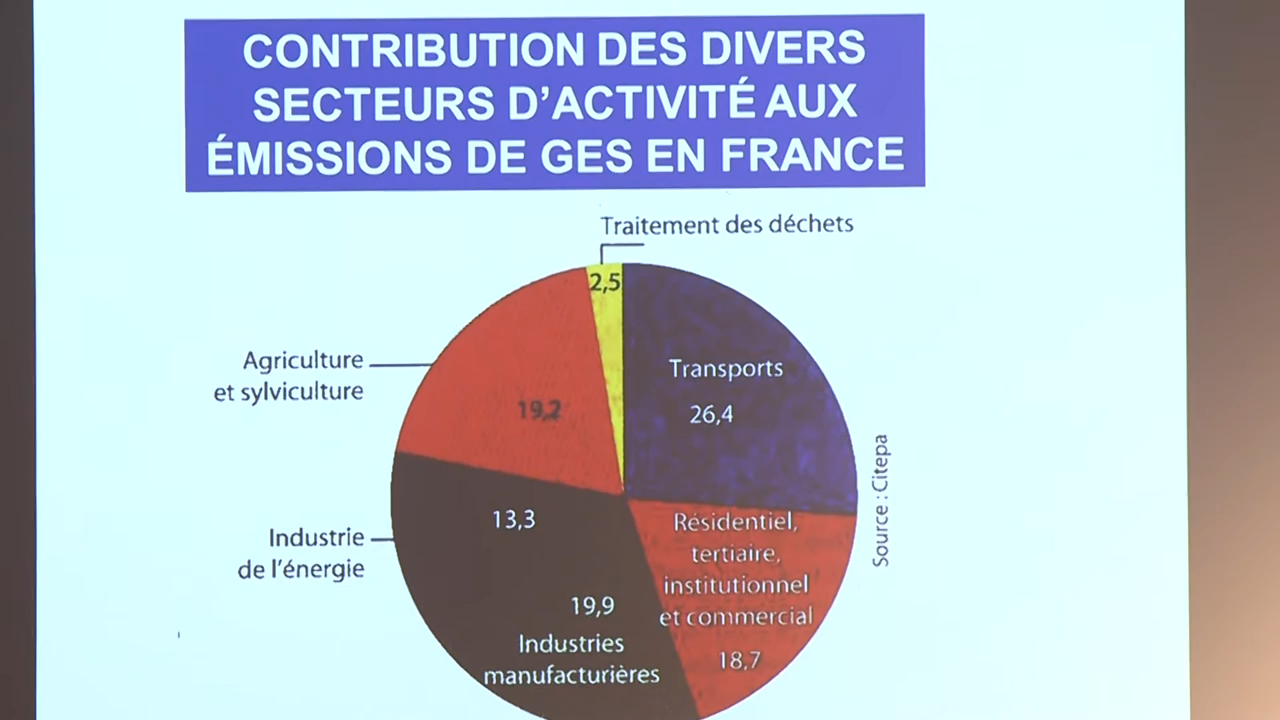 CONTRIBUTION DES DIVERS
SECTEURS D'ACTIVITÉ AUX
ÉMISSIONS DE GES EN FRANCE
Traitement des déchets
2,5
Transports
26,4
Agriculture
et sylviculture
19,2
Source : Citepa
13,3
Industrie
de l'énergie
Résidentiel,
tertiaire,
institutionnel
et commercial
18,7
19,9
Industries
manufacturières